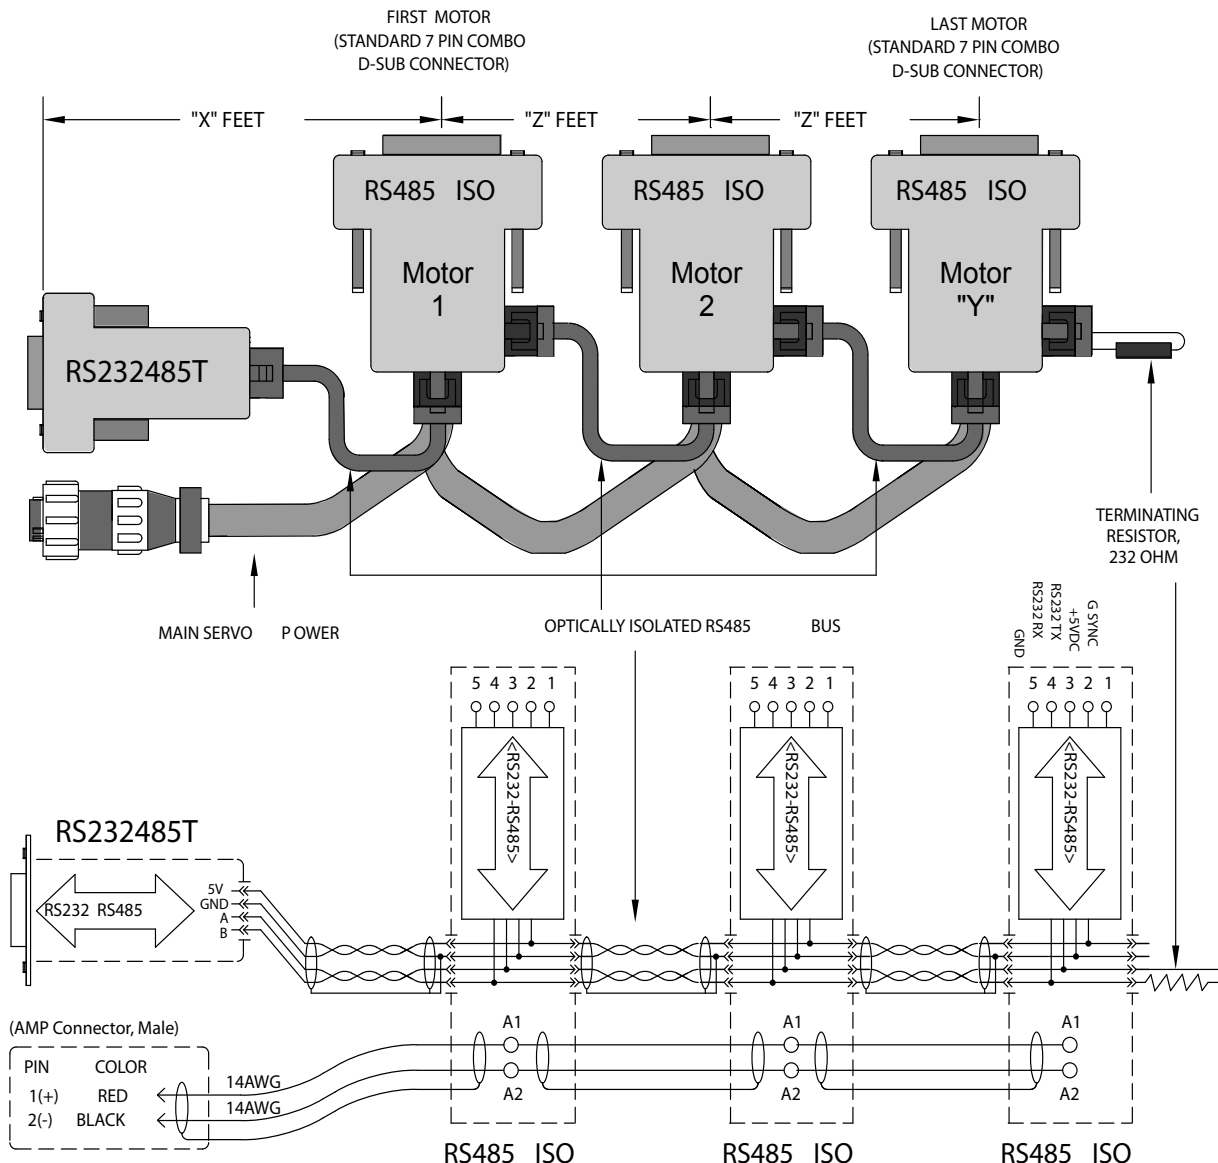 FIRST MOTOR
(STANDARD 7 PIN COMBO
D-SUB CONNECTOR)
LAST MOTOR
(STANDARD 7 PIN COMBO
D-SUB CONNECTOR)
"X" FEET
"Z" FEET
"Z" FEET
RS485 ISO
RS485 ISO
RS485 ISO
Motor
1
Motor
2
Motor
"Y"
RS232485T
TERMINATING
RESISTOR,
232 OHM
MAIN SERVO P OWER
OPTICALLY ISOLATED RS485 BUS
GND
RS232 RX
RS232 TX
+5VDC
G SYNC
5 4 3 2 1
5 4 3 2 1
5 4 3 2 1
<RS232-RS485>
<RS232-RS485>
<RS232-RS485>
RS232485T
RS232 RS485
5V
GND
A
B
(AMP Connector, Male)
PIN COLOR
1(+) RED
2(-) BLACK
14AWG
14AWG
A1
A2
A1
A2
A1
A2
RS485 ISO
RS485 ISO
RS485 ISO